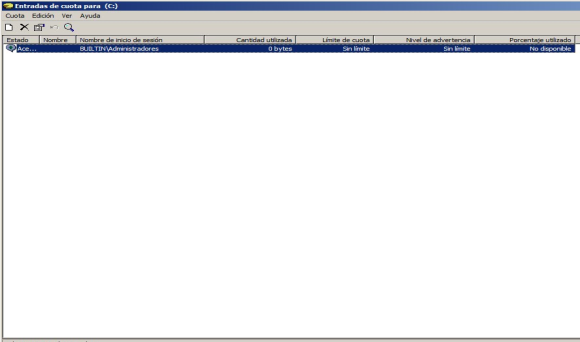 Entradas de cuota para (C:)
Cuota Edición Ver Ayuda
Estado Nombre Nombre de inicio de sesión Cantidad utilizada Límite de cuota Nivel de advertencia Porcentaje utilizado
Ace... BUILTIN\Administradores 0 bytes Sin límite Sin límite No disponible